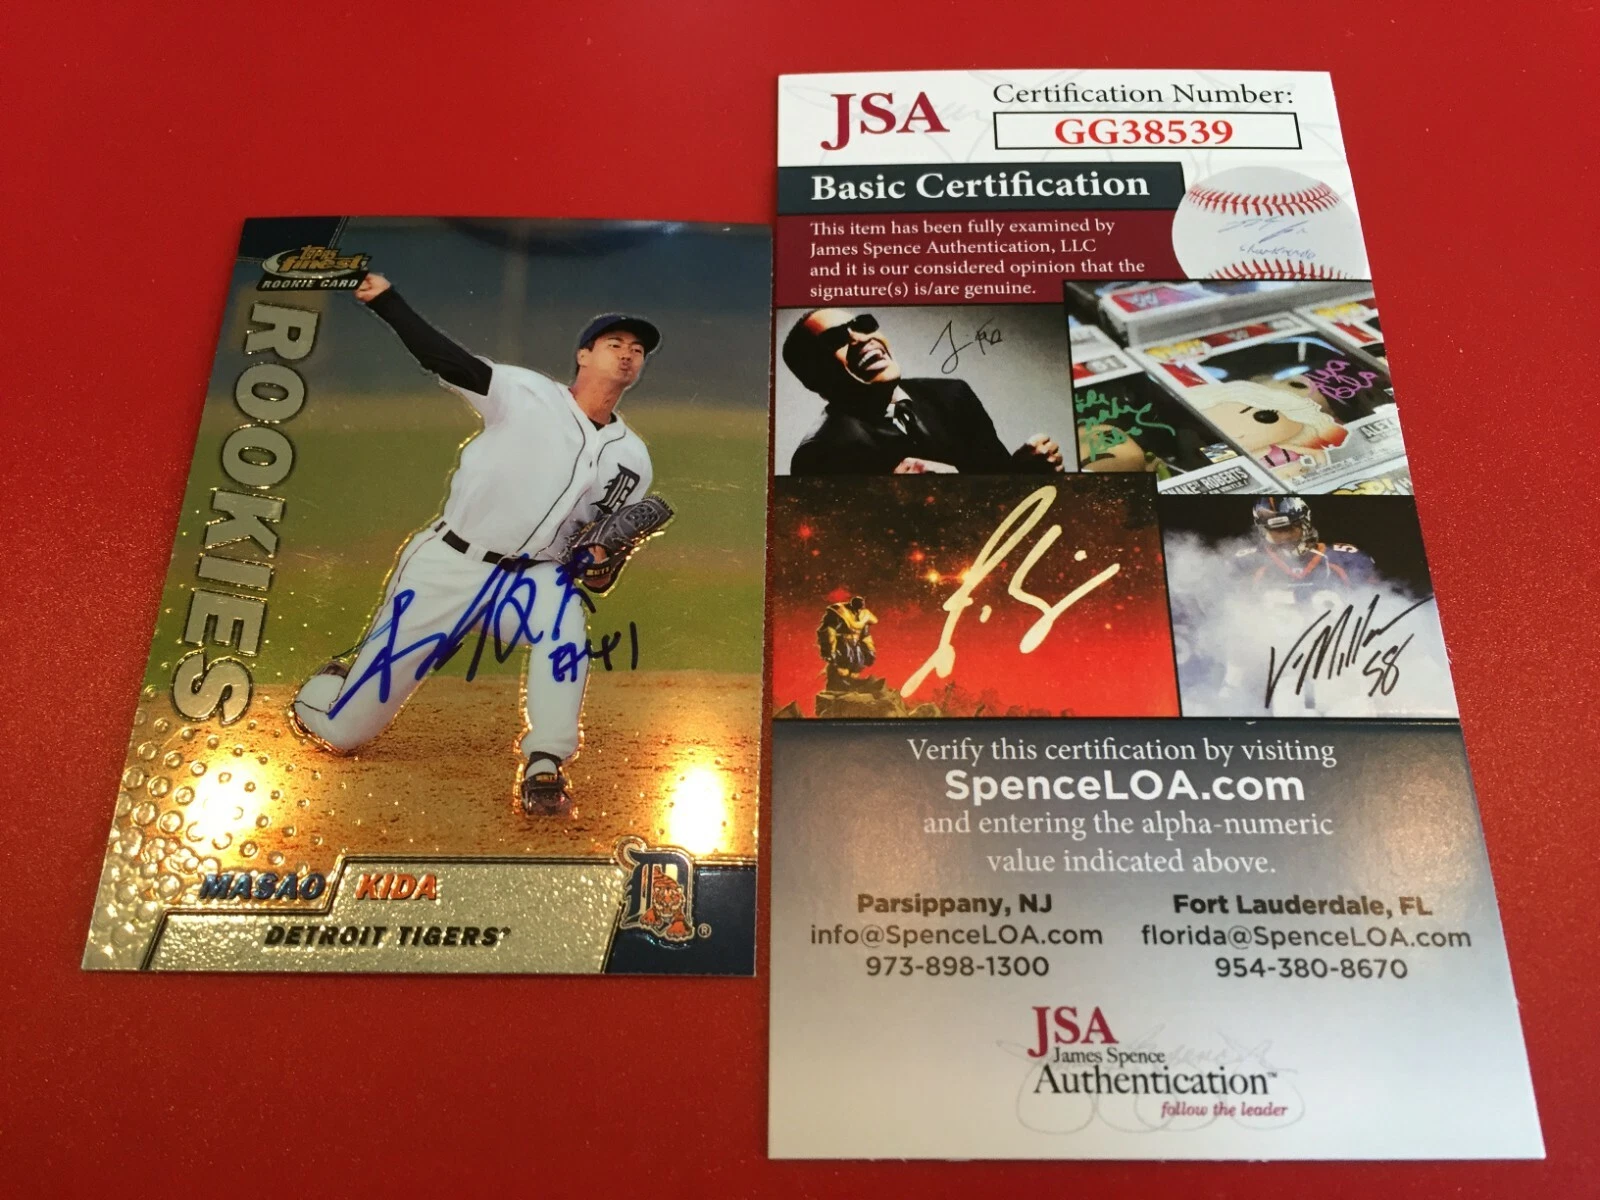 Topps
finest
ROOKIE CARD
ROOKIES
#41
MASAO KIDA
DETROIT TIGERS®
®
JSA
Certification Number:
GG38539
Basic Certification
This item has been fully examined by
James Spence Authentication, LLC
and it is our considered opinion that the
signature(s) is/are genuine.
V. Miller
58
Verify this certification by visiting
SpenceLOA.com
and entering the alpha-numeric
value indicated above.
Parsippany, NJ
info@SpenceLOA.com
973-898-1300
Fort Lauderdale, FL
florida@SpenceLOA.com
954-380-8670
JSA
James Spence
Authentication™
follow the leader